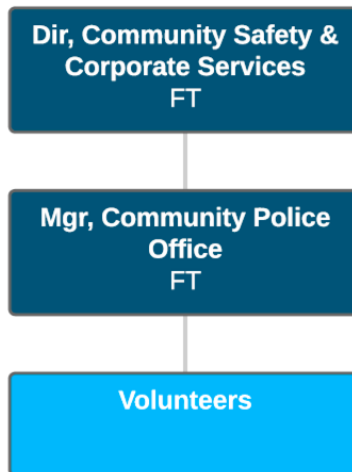 Dir, Community Safety &
Corporate Services
FT
Mgr, Community Police
Office
FT
Volunteers